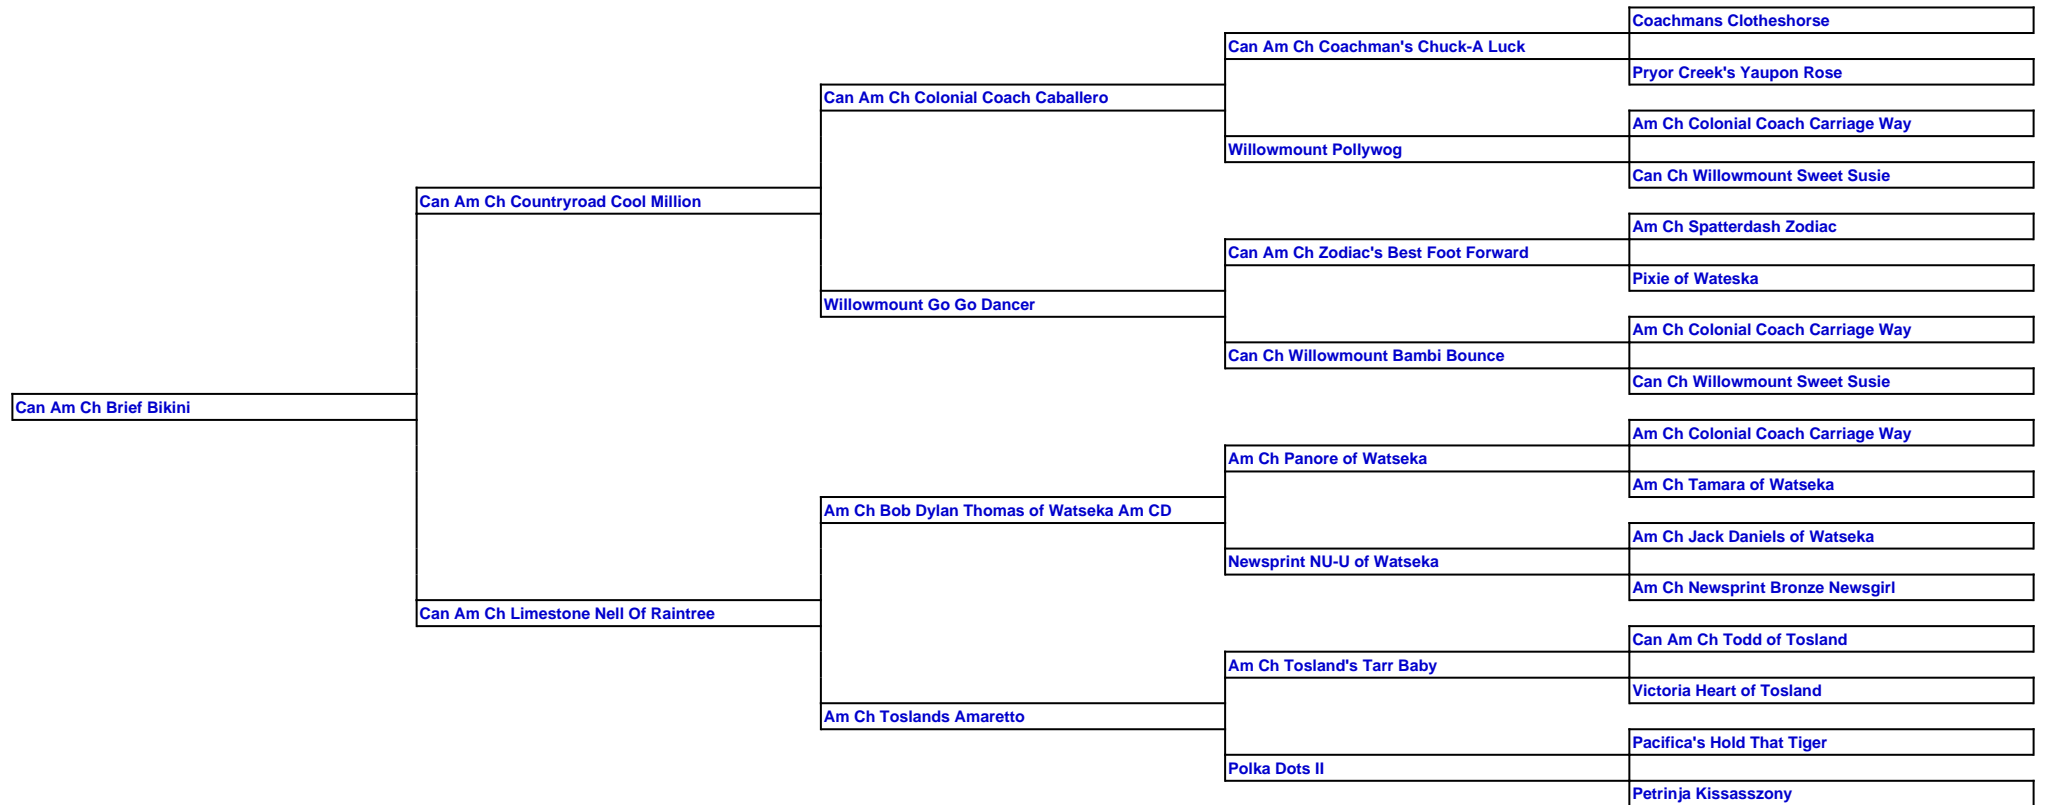 Coachmans Clotheshorse
Can Am Ch Coachman's Chuck-A Luck
Pryor Creek's Yaupon Rose
Can Am Ch Colonial Coach Caballero
Am Ch Colonial Coach Carriage Way
Willowmount Pollywog
Can Ch Willowmount Sweet Susie
Can Am Ch Countryroad Cool Million
Am Ch Spatterdash Zodiac
Can Am Ch Zodiac's Best Foot Forward
Pixie of Wateska
Willowmount Go Go Dancer
Am Ch Colonial Coach Carriage Way
Can Ch Willowmount Bambi Bounce
Can Ch Willowmount Sweet Susie
Can Am Ch Brief Bikini
Am Ch Colonial Coach Carriage Way
Am Ch Panore of Watseka
Am Ch Tamara of Watseka
Am Ch Bob Dylan Thomas of Watseka Am CD
Am Ch Jack Daniels of Watseka
Newsprint NU-U of Watseka
Am Ch Newsprint Bronze Newsgirl
Can Am Ch Limestone Nell Of Raintree
Can Am Ch Todd of Tosland
Am Ch Tosland's Tarr Baby
Victoria Heart of Tosland
Am Ch Toslands Amaretto
Pacifica's Hold That Tiger
Polka Dots II
Petrinja Kissasszony